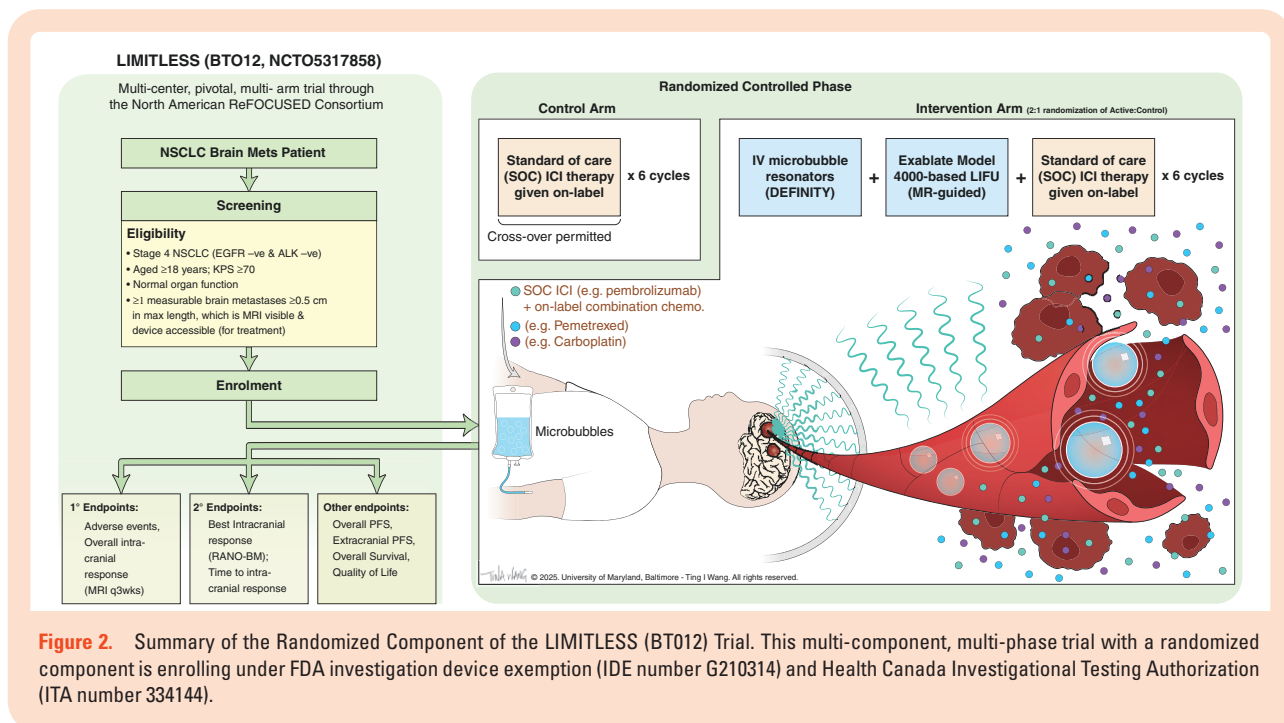 LIMITLESS (BTO12, NCTO5317858)
Multi-center, pivotal, multi- arm trial through
the North American ReFOCUSED Consortium
NSCLC Brain Mets Patient
Screening
Eligibility
• Stage 4 NSCLC (EGFR –ve & ALK –ve)
• Aged ≥18 years; KPS ≥70
• Normal organ function
• ≥1 measurable brain metastases ≥0.5 cm
in max length, which is MRI visible &
device accessible (for treatment)
Enrolment
1° Endpoints:
Adverse events,
Overall intra-
cranial
response
(MRI q3wks)
2° Endpoints:
Best Intracranial
response
(RANO-BM);
Time to intra-
cranial response
Other endpoints:
Overall PFS,
Extracranial PFS,
Overall Survival,
Quality of Life
Randomized Controlled Phase
Control Arm
Standard of care
(SOC) ICI therapy
given on-label
x 6 cycles
Cross-over permitted
Intervention Arm (2:1 randomization of Active:Control)
IV microbubble
resonators
(DEFINITY)
+
Exablate Model
4000-based LIFU
(MR-guided)
+
Standard of care
(SOC) ICI therapy
given on-label
x 6 cycles
SOC ICI (e.g. pembrolizumab)
+ on-label combination chemo.
(e.g. Pemetrexed)
(e.g. Carboplatin)
Microbubbles
© 2025. University of Maryland, Baltimore - Ting I Wang. All rights reserved.
Figure 2. Summary of the Randomized Component of the LIMITLESS (BT012) Trial. This multi-component, multi-phase trial with a randomized
component is enrolling under FDA investigation device exemption (IDE number G210314) and Health Canada Investigational Testing Authorization
(ITA number 334144).